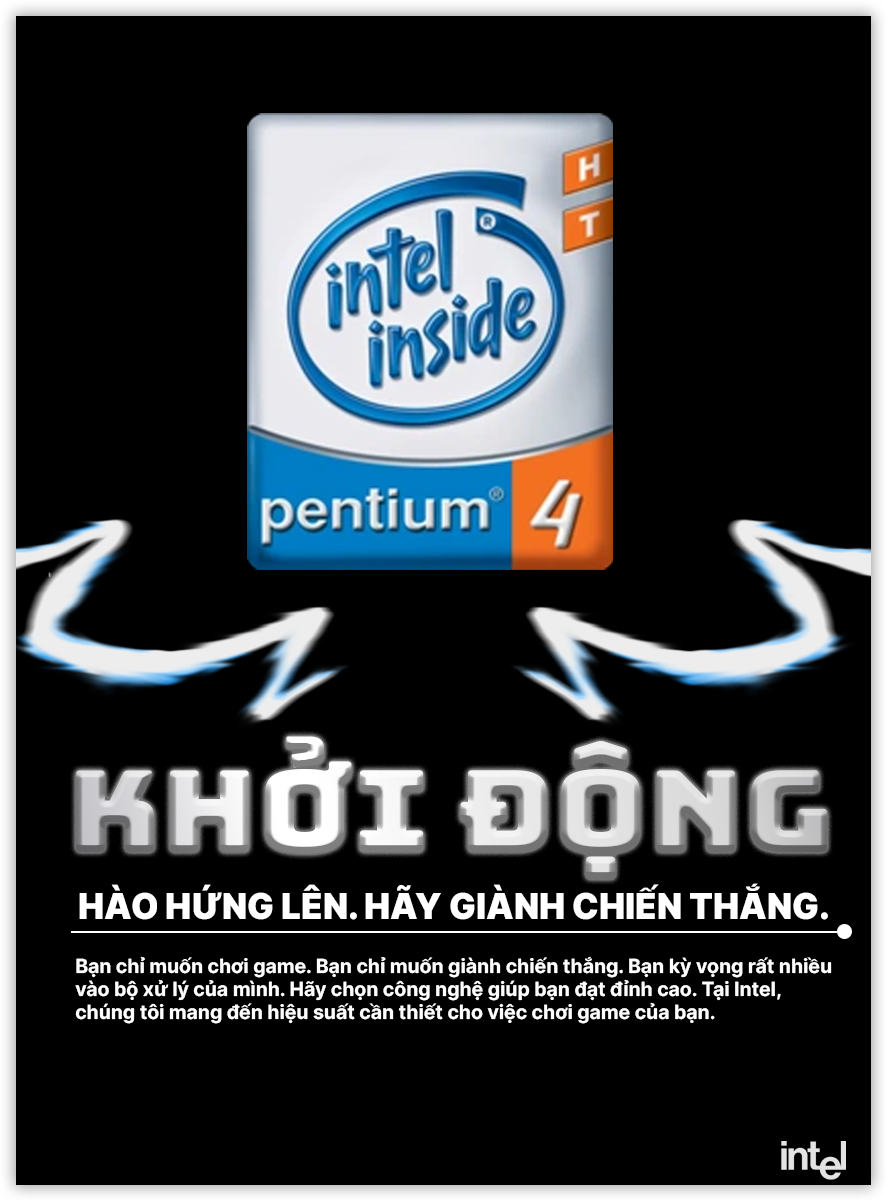 H
T
intel®
inside
pentium® 4
KHỞI ĐỘNG
HÀO HỨNG LÊN. HÃY GIÀNH CHIẾN THẮNG.
Bạn chỉ muốn chơi game. Bạn chỉ muốn giành chiến thắng. Bạn kỳ vọng rất nhiều
vào bộ xử lý của mình. Hãy chọn công nghệ giúp bạn đạt đỉnh cao. Tại Intel,
chúng tôi mang đến hiệu suất cần thiết cho việc chơi game của bạn.
intel